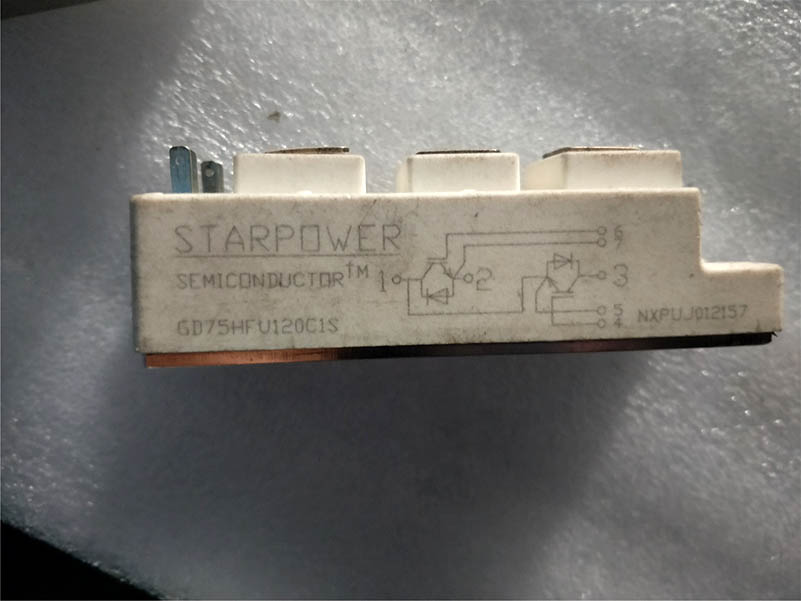 STARPOWER
SEMICONDUCTOR™
GD75HFU120C1S
1
2
6
7
3
5
4
NXPUJ012157